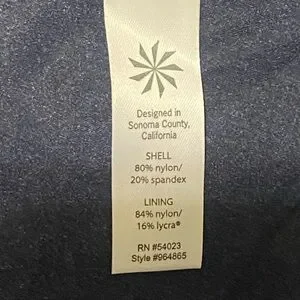 Designed in
Sonoma County,
California
SHELL
80% nylon/
20% spandex
LINING
84% nylon/
16% lycra®
RN #54023
Style #964865